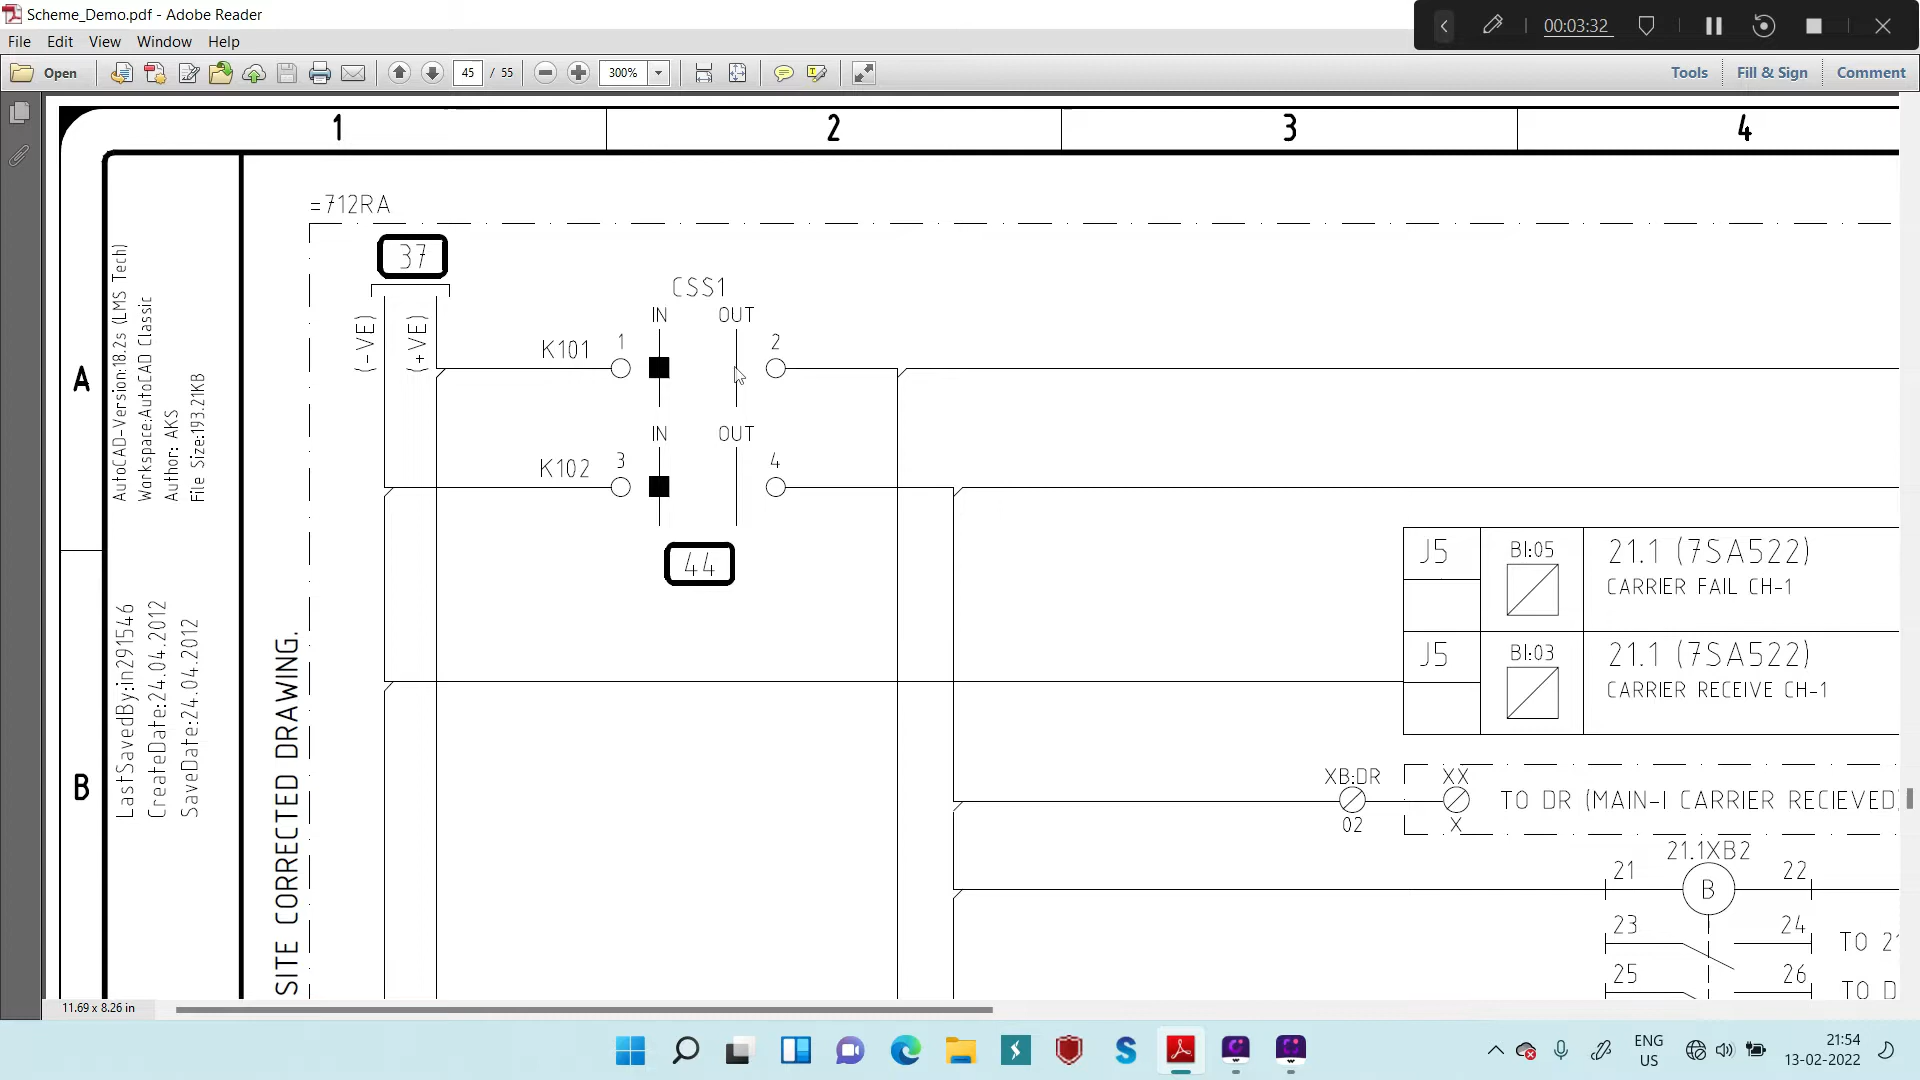 Scheme_Demo.pdf - Adobe Reader
00:03:32
File Edit View Window Help
Open 45 / 55 300% Tools Fill & Sign Comment
1 2 3 4
=712RA
37
CSS1
IN OUT
(-VE) (+VE)
K101 1 2
A
IN OUT
K102 3 4
44
AutoCAD-Version:18.2s (LMS Tech)
Workspace:AutoCAD Classic
Author: AKS
File Size:193.21KB
J5 BI:05 21.1 (7SA522)
CARRIER FAIL CH-1
J5 BI:03 21.1 (7SA522)
CARRIER RECEIVE CH-1
LastSavedBy:in291546
CreateDate:24.04.2012
SaveDate:24.04.2012
SITE CORRECTED DRAWING.
B
XB:DR XX
TO DR (MAIN-I CARRIER RECIEVED)
02 X
21.1XB2
21 B 22
23 24 TO 2
25 26 TO D
11.69 x 8.26 in
ENG
US
21:54
13-02-2022